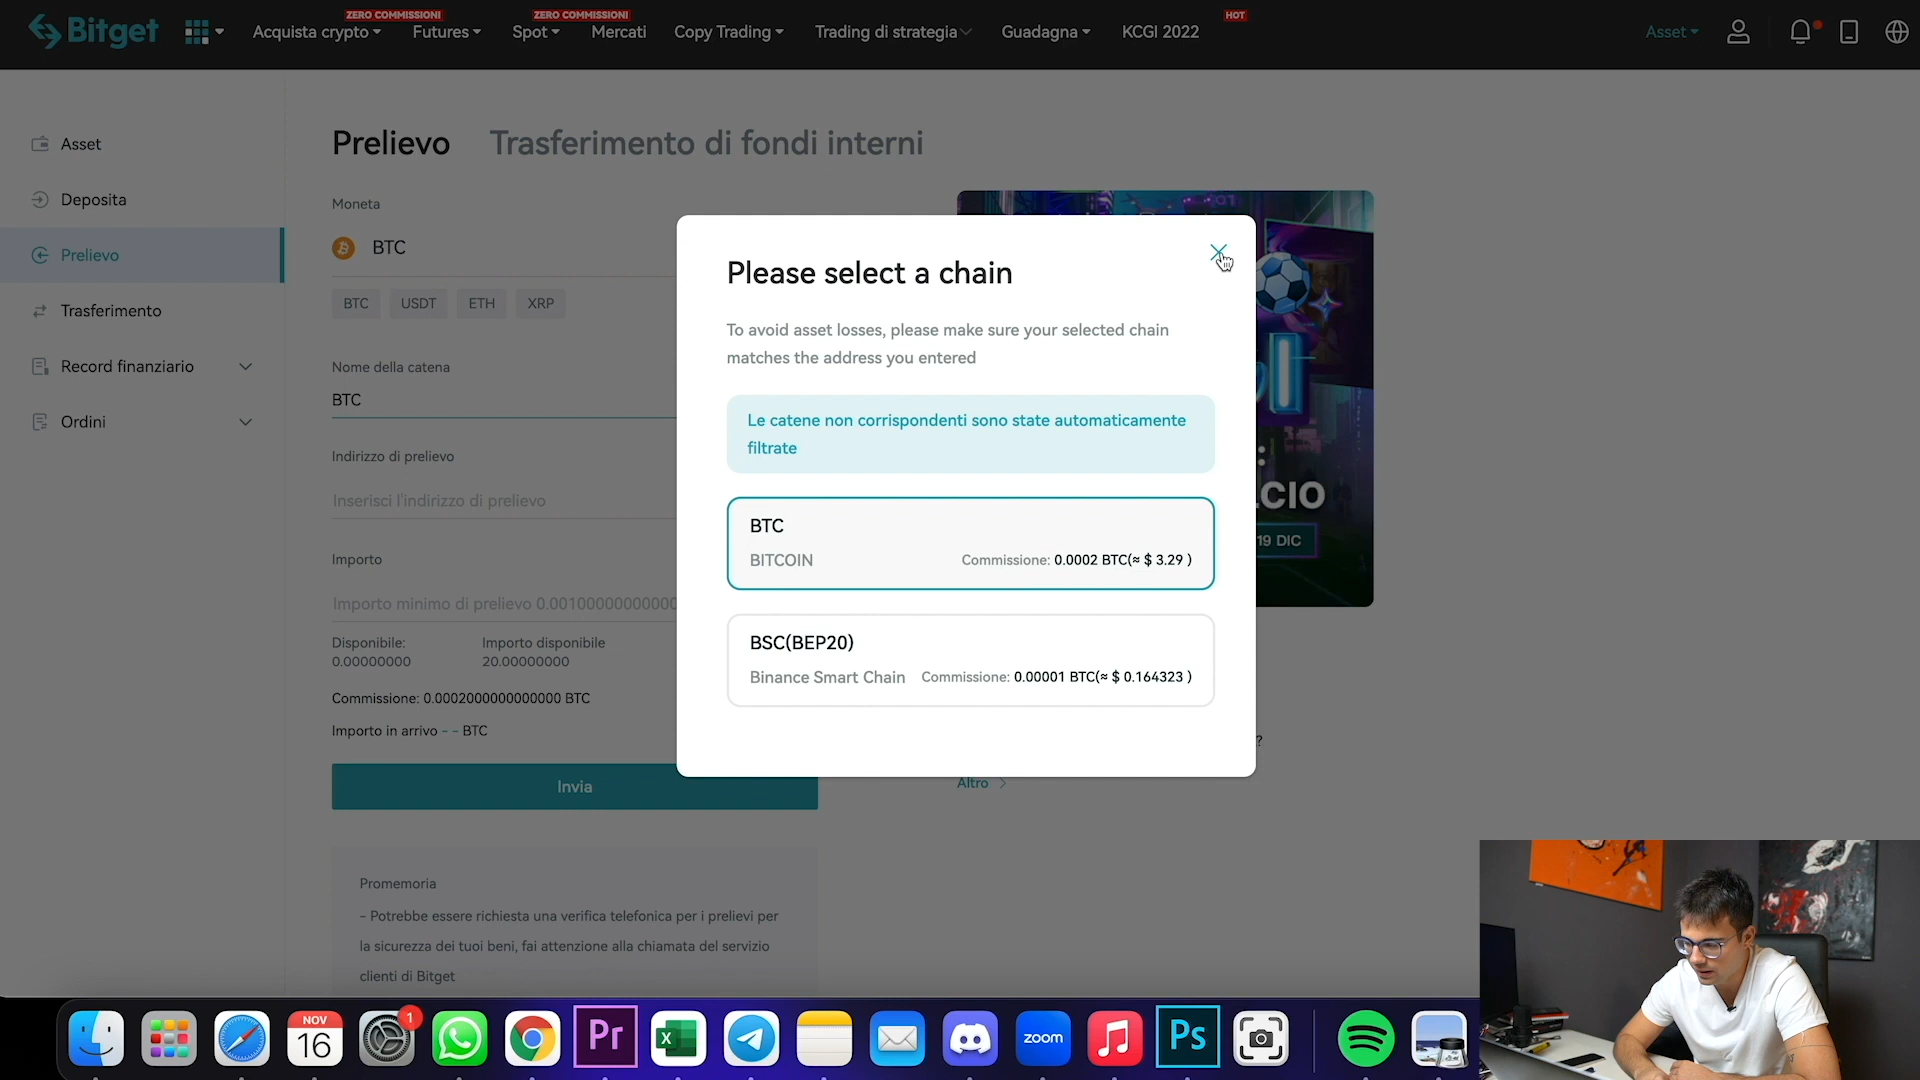 Bitget
ZERO COMMISSIONI
ZERO COMMISSIONI
HOT
Acquista crypto
Futures
Spot
Mercati
Copy Trading
Trading di strategia
Guadagna
KCGI 2022
Asset
Asset
Deposita
Prelievo
Trasferimento
Record finanziario
Ordini
Prelievo
Trasferimento di fondi interni
Moneta
BTC
BTC
USDT
ETH
XRP
Nome della catena
BTC
Indirizzo di prelievo
Inserisci l'indirizzo di prelievo
Importo
Importo minimo di prelievo 0.00100000000000
Disponibile:
0.00000000
Importo disponibile
20.00000000
Commissione: 0.0002000000000000 BTC
Importo in arrivo - - BTC
Invia
Promemoria
- Potrebbe essere richiesta una verifica telefonica per i prelievi per
la sicurezza dei tuoi beni, fai attenzione alla chiamata del servizio
clienti di Bitget
Please select a chain
To avoid asset losses, please make sure your selected chain
matches the address you entered
Le catene non corrispondenti sono state automaticamente
filtrate
BTC
BITCOIN
Commissione: 0.0002 BTC(≈ $ 3.29 )
BSC(BEP20)
Binance Smart Chain
Commissione: 0.00001 BTC(≈ $ 0.164323 )
:
CIO
19 DIC
?
Altro
NOV
16
1
Pr
X
zoom
Ps